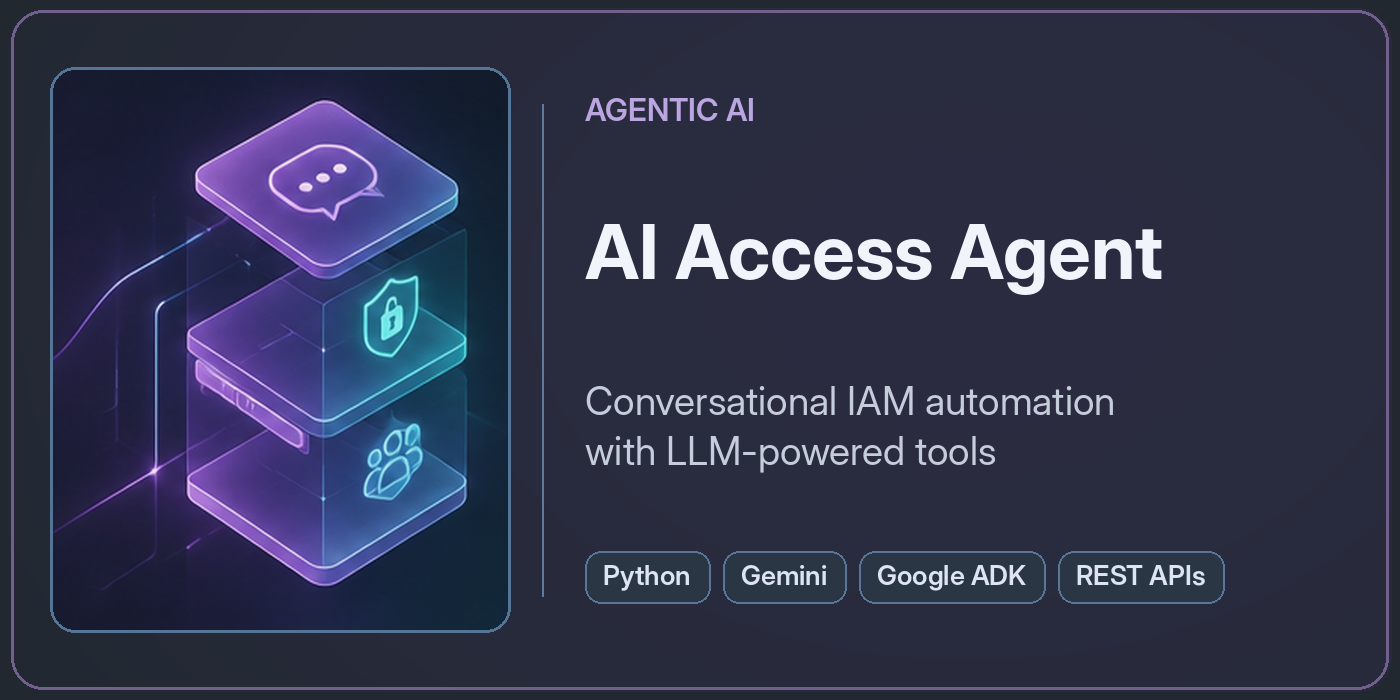 AGENTIC AI
AI Access Agent
Conversational IAM automation
with LLM-powered tools
Python
Gemini
Google ADK
REST APIs